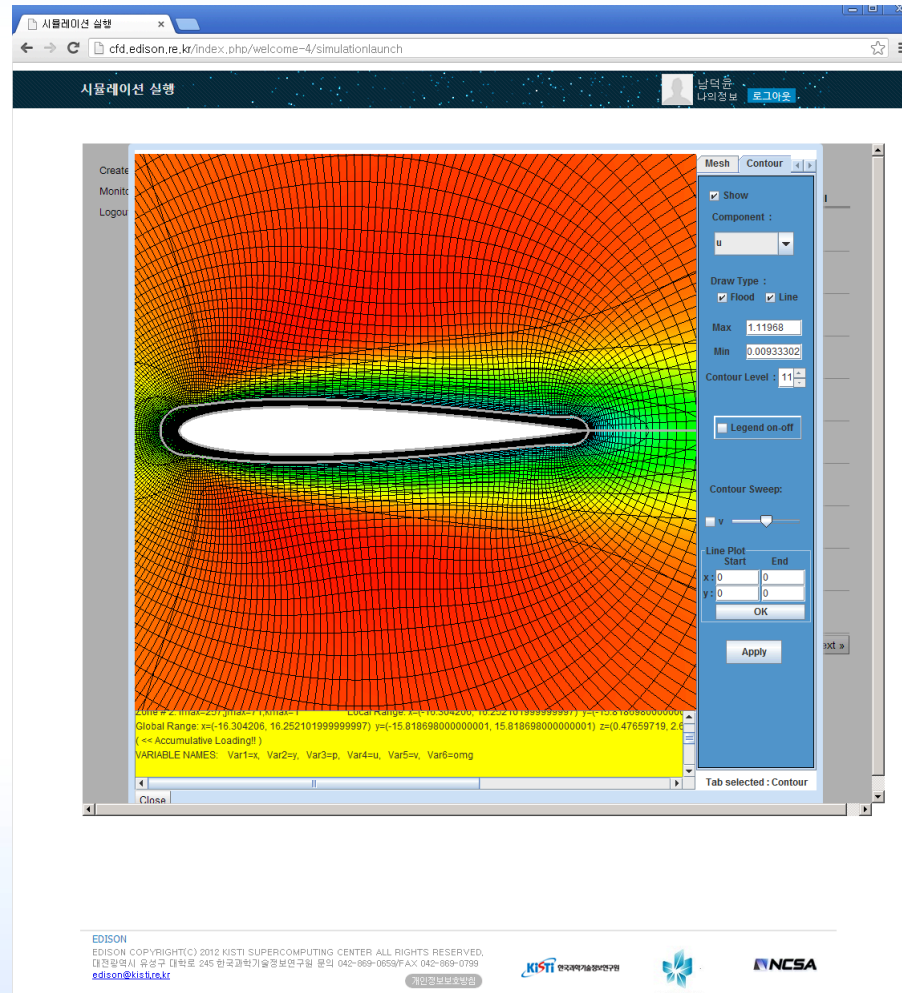 시뮬레이션 실행 ×
cfd.edison.re.kr/index.php/welcome-4/simulationlaunch
시뮬레이션 실행
남덕윤
나의정보 로그아웃
Create
Monito
Logou
Mesh Contour
Show
Component :
u
Draw Type :
Flood Line
Max 1.11968
Min 0.00933302
Contour Level : 11
Legend on-off
Contour Sweep:
v
Line Plot
Start End
x : 0 0
y : 0 0
OK
Apply
ext »
Global Range: x=(-16.304206, 16.252101999999997) y=(-15.818698000000001, 15.818698000000001) z=(0.47659719, 2.6
( << Accumulative Loading!! )
VARIABLE NAMES: Var1=x, Var2=y, Var3=p, Var4=u, Var5=v, Var6=omg
Tab selected : Contour
Close
EDISON
EDISON COPYRIGHT(C) 2012 KISTI SUPERCOMPUTING CENTER ALL RIGHTS RESERVED.
대전광역시 유성구 대학로 245 한국과학기술정보연구원 문의 042-869-0659/FAX 042-869-0799
edison@kisti.re.kr
개인정보보호방침
KiSTi 한국과학기술정보연구원
NCSA